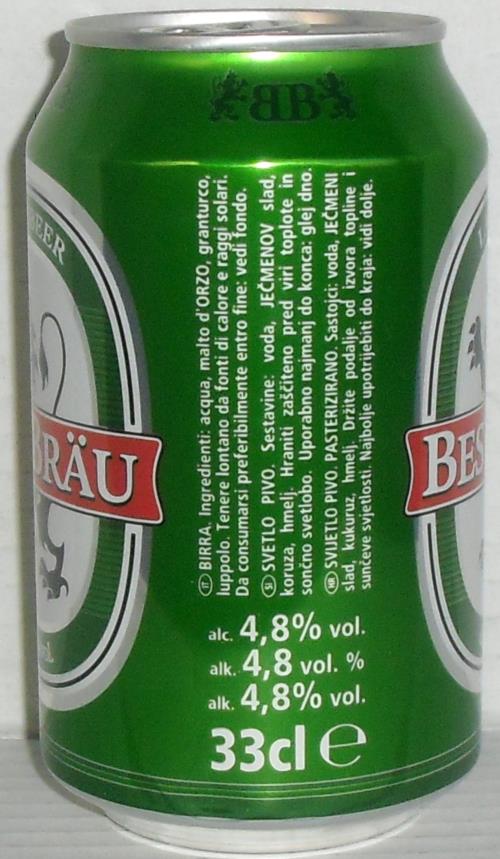 BB
BEER
BRÄU
BES
IT BIRRA. Ingredienti: acqua, malto d'ORZO, granturco,
luppolo. Tenere lontano da fonti di calore e raggi solari.
Da consumarsi preferibilmente entro fine: vedi fondo.
SI SVETLO PIVO. Sestavine: voda, JEČMENOV slad,
koruza, hmelj. Hraniti zaščiteno pred viri toplote in
sončno svetlobo. Uporabno najmanj do konca: glej dno.
HR SVIJETLO PIVO. PASTERIZIRANO. Sastojci: voda, JEČMENI
slad, kukuruz, hmelj. Držite podalje od izvora topline i
sunčeve svjetlosti. Najbolje upotrijebiti do kraja: vidi dolje.
alc. 4,8% vol.
alk. 4,8 vol. %
alk. 4,8% vol.
33cl e